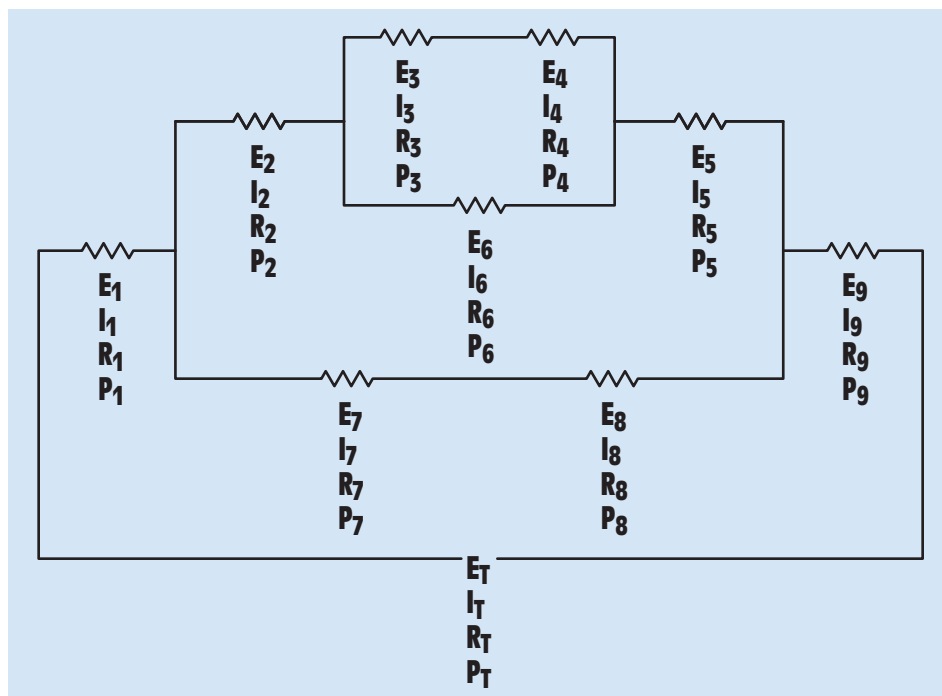 E3
I3
R3
P3
E4
I4
R4
P4
E2
I2
R2
P2
E5
I5
R5
P5
E6
I6
R6
P6
E1
I1
R1
P1
E9
I9
R9
P9
E7
I7
R7
P7
E8
I8
R8
P8
ET
IT
RT
PT